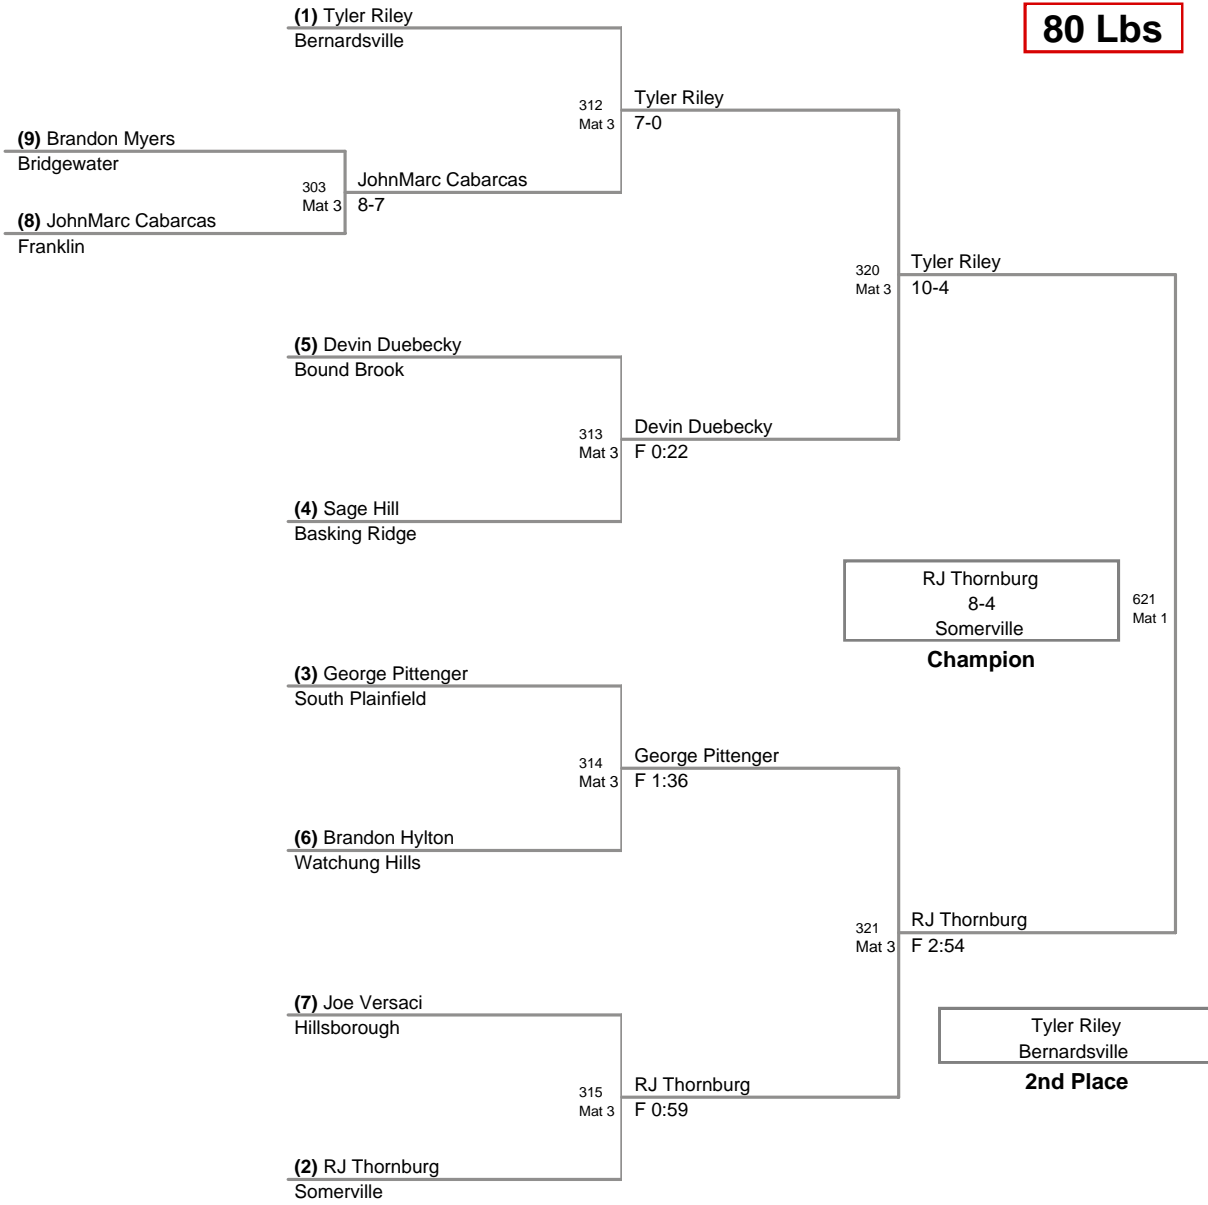 (1) Tyler Riley
Bernardsville
80 Lbs
312
Mat 3
Tyler Riley
7-0
(9) Brandon Myers
Bridgewater
303
Mat 3
JohnMarc Cabarcas
8-7
(8) JohnMarc Cabarcas
Franklin
320
Mat 3
Tyler Riley
10-4
(5) Devin Duebecky
Bound Brook
313
Mat 3
Devin Duebecky
F 0:22
(4) Sage Hill
Basking Ridge
RJ Thornburg
8-4
Somerville
Champion
621
Mat 1
(3) George Pittenger
South Plainfield
314
Mat 3
George Pittenger
F 1:36
(6) Brandon Hylton
Watchung Hills
321
Mat 3
RJ Thornburg
F 2:54
(7) Joe Versaci
Hillsborough
Tyler Riley
Bernardsville
2nd Place
315
Mat 3
RJ Thornburg
F 0:59
(2) RJ Thornburg
Somerville